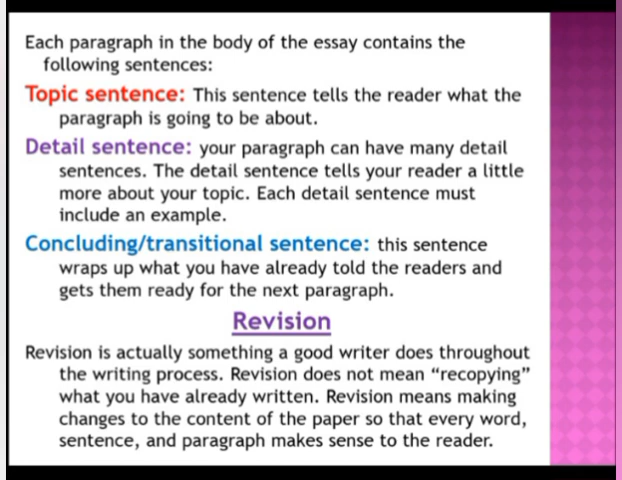 Each paragraph in the body of the essay contains the
following sentences:
Topic sentence: This sentence tells the reader what the
paragraph is going to be about.
Detail sentence: your paragraph can have many detail
sentences. The detail sentence tells your reader a little
more about your topic. Each detail sentence must
include an example.
Concluding/transitional sentence: this sentence
wraps up what you have already told the readers and
gets them ready for the next paragraph.
Revision
Revision is actually something a good writer does throughout
the writing process. Revision does not mean “recopying”
what you have already written. Revision means making
changes to the content of the paper so that every word,
sentence, and paragraph makes sense to the reader.